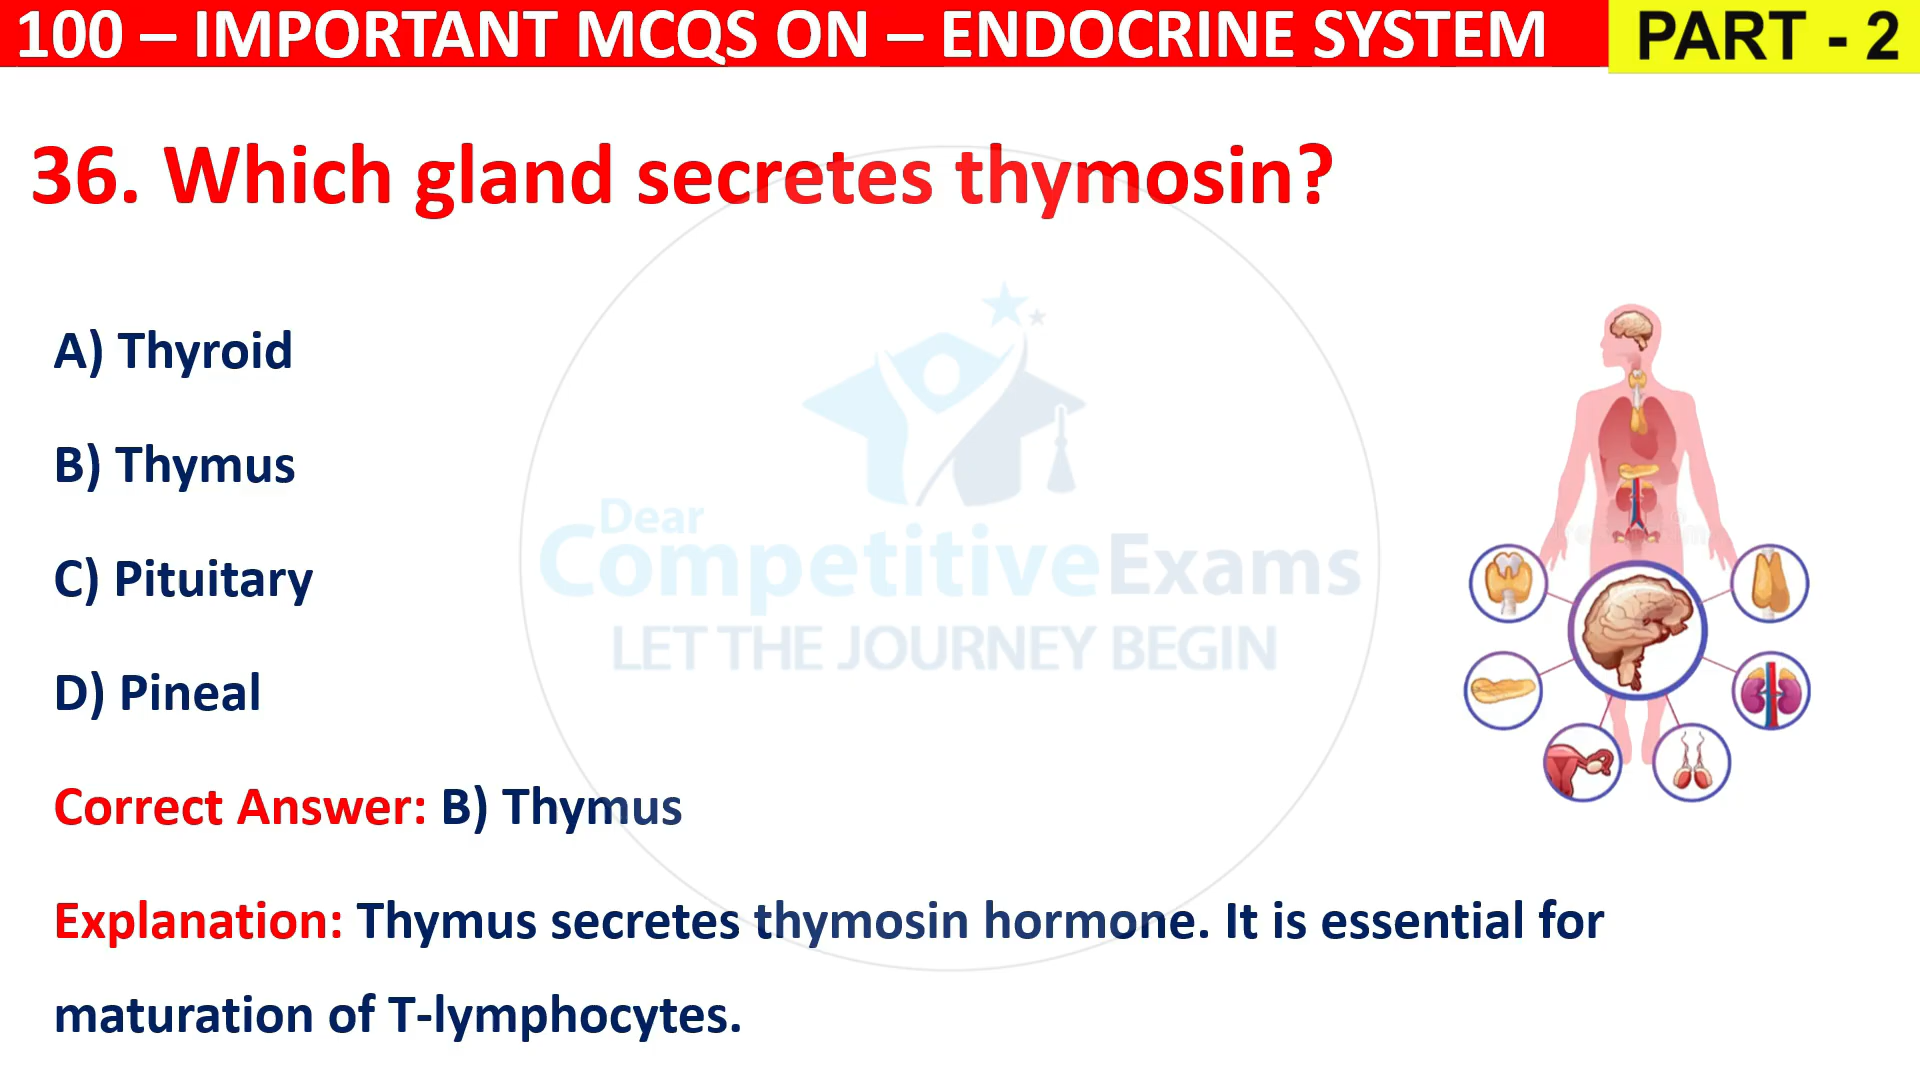 100 – IMPORTANT MCQS ON – ENDOCRINE SYSTEM
PART - 2
36. Which gland secretes thymosin?
A) Thyroid
B) Thymus
C) Pituitary
D) Pineal
Dear
CompetitiveExams
LET THE JOURNEY BEGIN
Correct Answer: B) Thymus
Explanation: Thymus secretes thymosin hormone. It is essential for
maturation of T-lymphocytes.